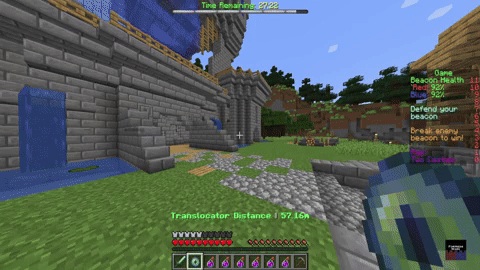 Time Remaining: 27:22
Game
Beacon Health
Red: 92%
Blue: 92%
Defend your
beacon
Break enemy
beacon to win!
Translocator Distance | 57.16m